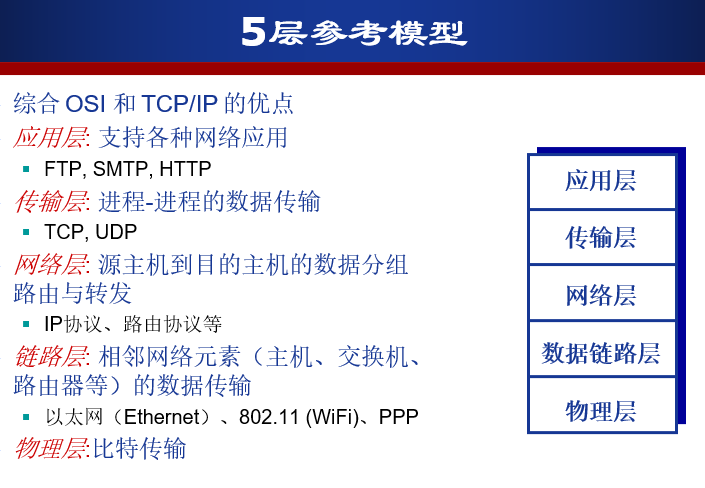 5层参考模型
综合 OSI 和 TCP/IP 的优点
应用层: 支持各种网络应用
FTP, SMTP, HTTP
传输层: 进程-进程的数据传输
TCP, UDP
网络层: 源主机到目的主机的数据分组
路由与转发
IP协议、路由协议等
链路层: 相邻网络元素（主机、交换机、
路由器等）的数据传输
以太网（Ethernet）、802.11 (WiFi)、PPP
物理层:比特传输
应用层
传输层
网络层
数据链路层
物理层